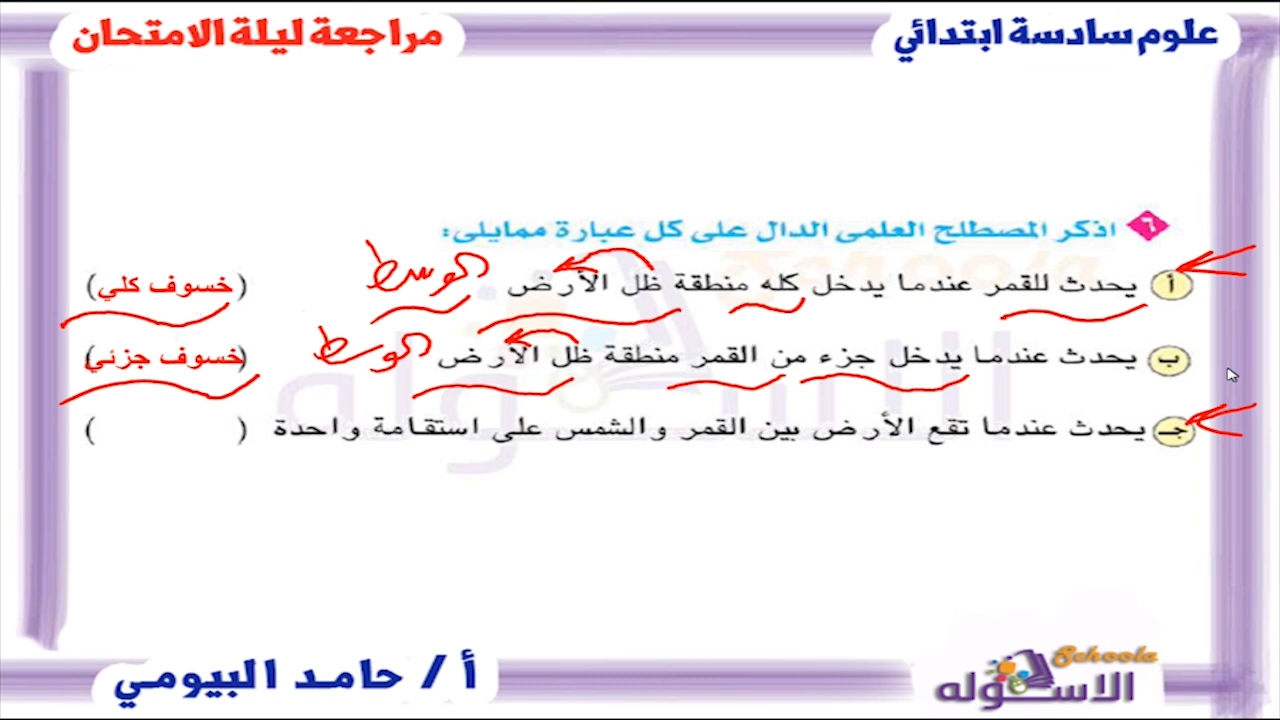 علوم سادسة ابتدائي
مراجعة ليلة الامتحان
٦ اذكر المصطلح العلمى الدال على كل عبارة ممايلى:
أ يحدث للقمر عندما يدخل كله منطقة ظل الأرض الوسط (خسوف كلي)
ب يحدث عندما يدخل جزء من القمر منطقة ظل الأرض الوسط (خسوف جزئي)
جـ يحدث عندما تقع الأرض بين القمر والشمس على استقامة واحدة ( )
أ / حامد البيومي
Schoola
الاسكوله